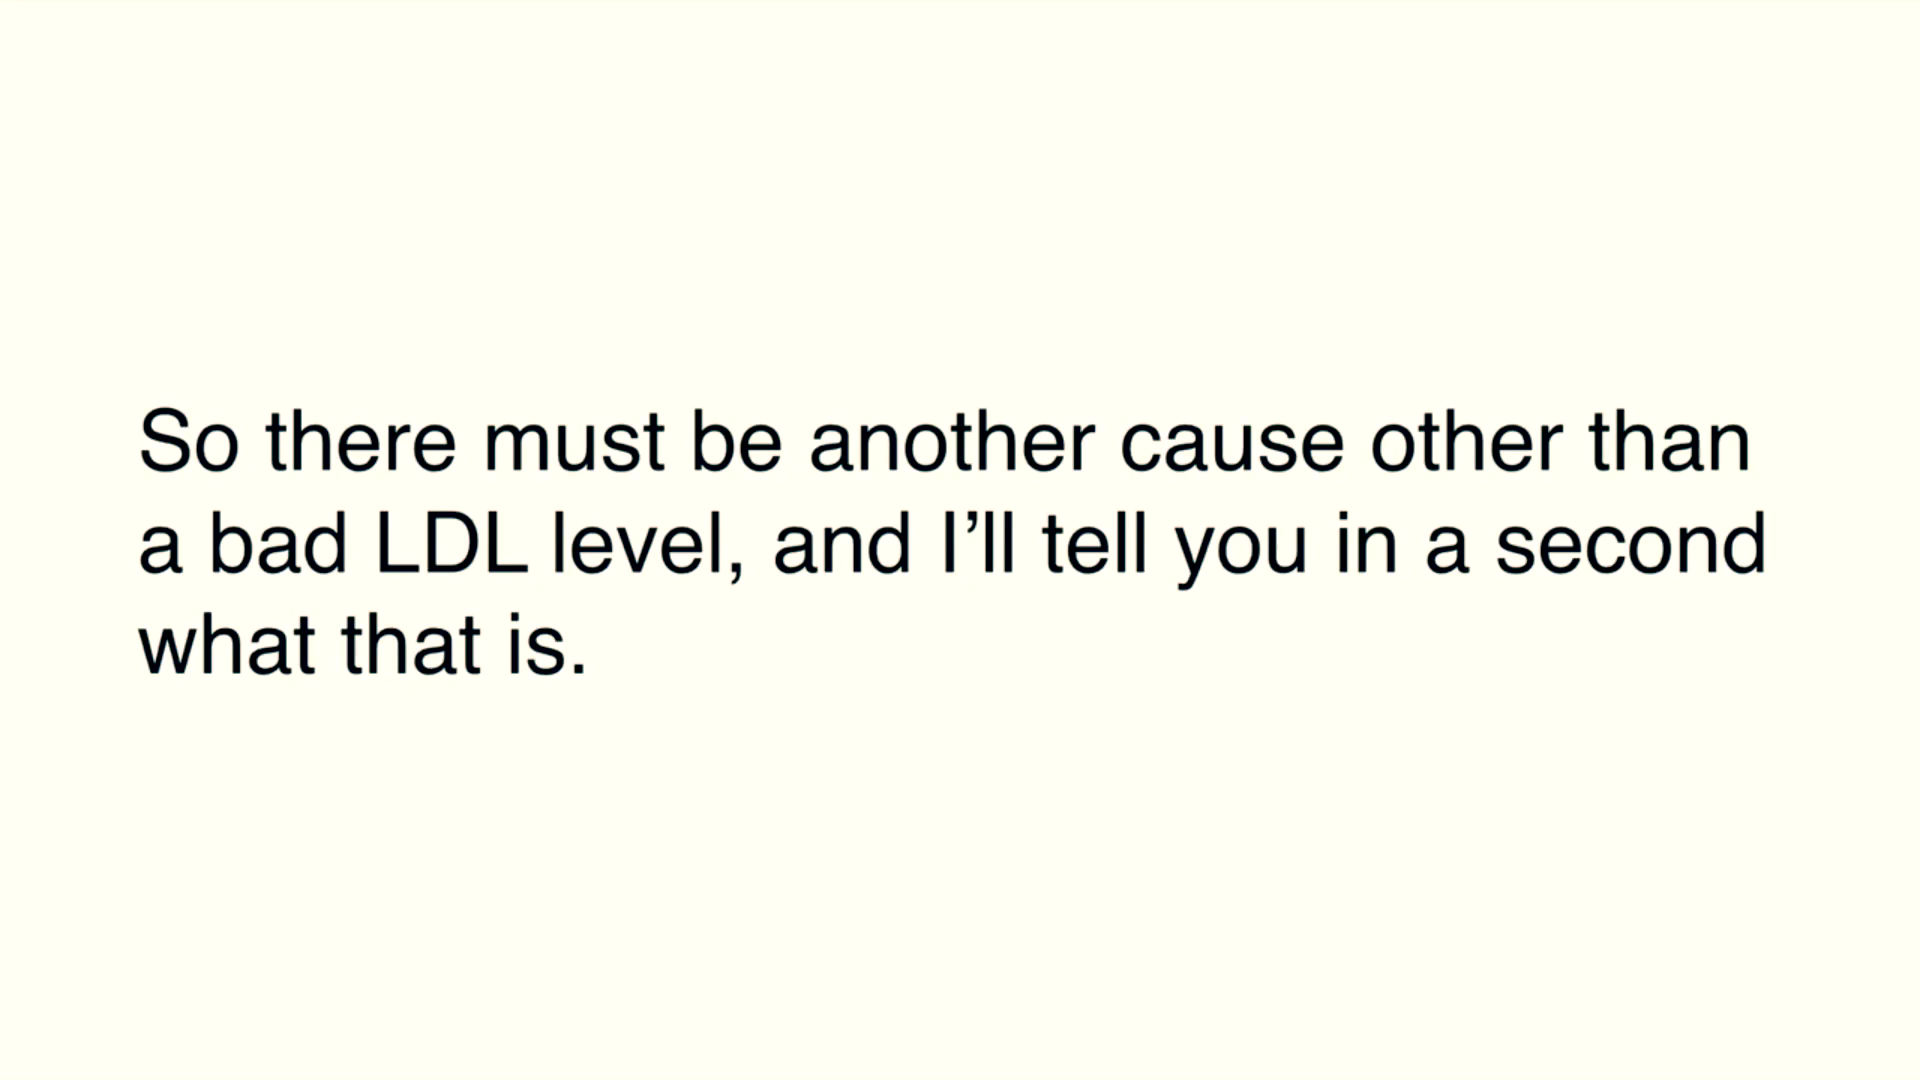 So there must be another cause other than
a bad LDL level, and I’ll tell you in a second
what that is.